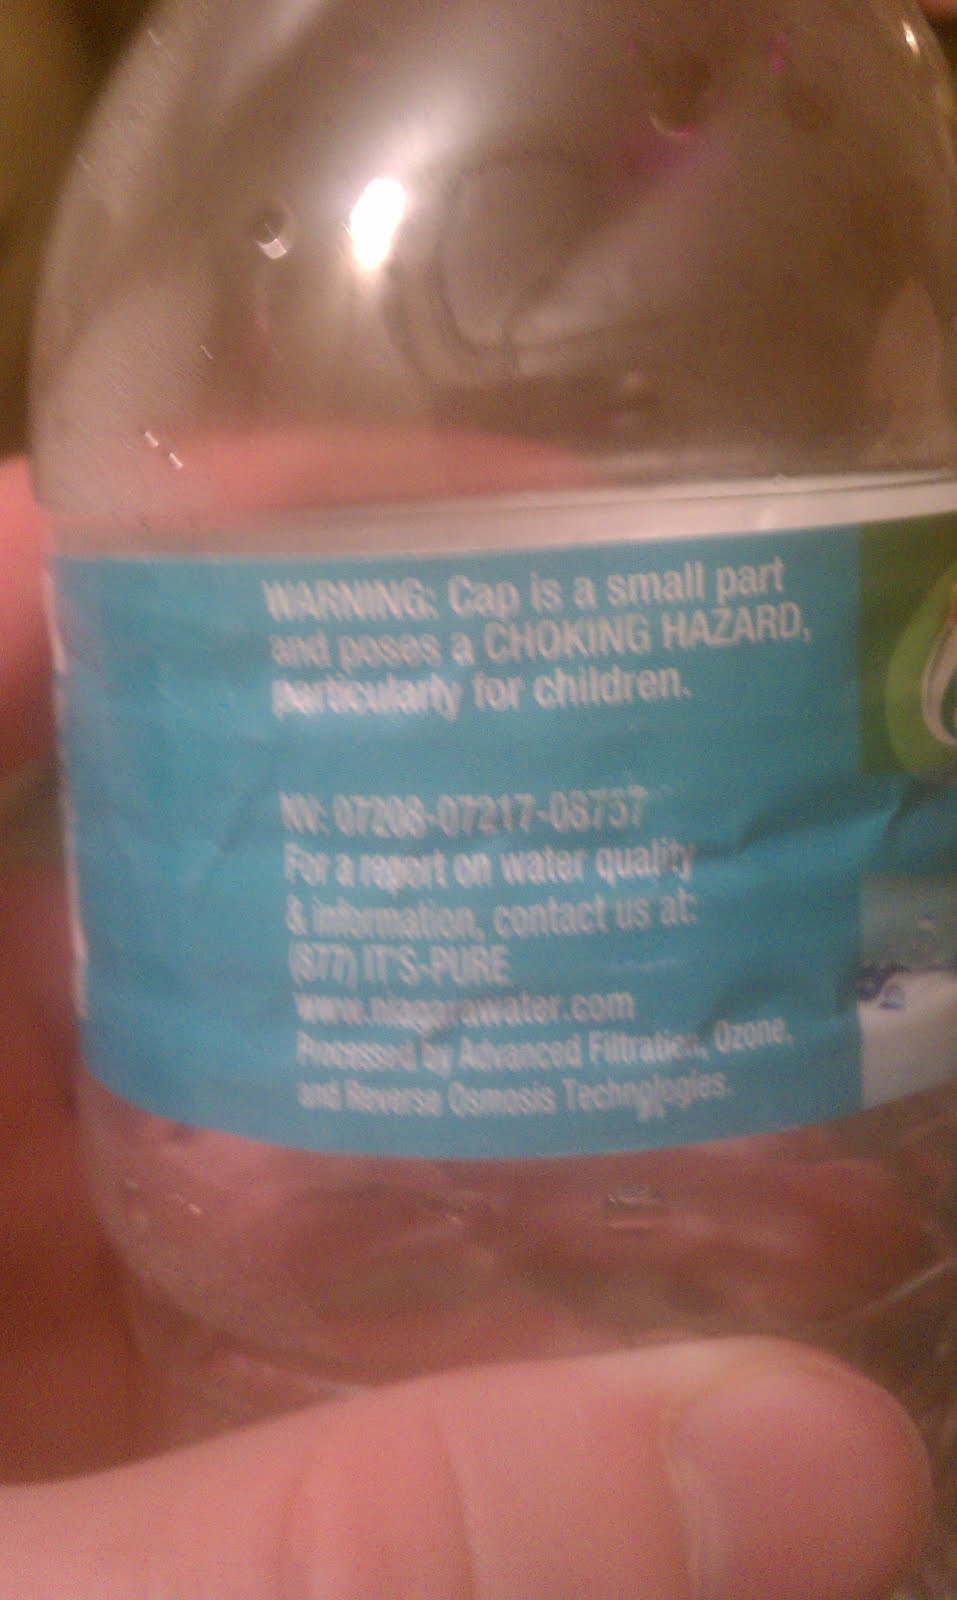 WARNING: Cap is a small part
and poses a CHOKING HAZARD,
particularly for children.
NV: 07208-07217-08757
For a report on water quality
& information, contact us at:
(877) IT'S-PURE
www.niagarawater.com
Processed by Advanced Filtration, Ozone,
and Reverse Osmosis Technologies.